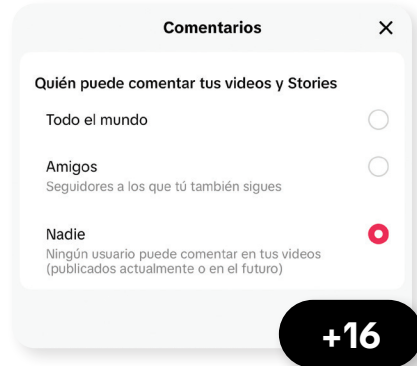 Comentarios
Quién puede comentar tus videos y Stories
Todo el mundo
Amigos
Seguidores a los que tú también sigues
Nadie
Ningún usuario puede comentar en tus videos
(publicados actualmente o en el futuro)
+16